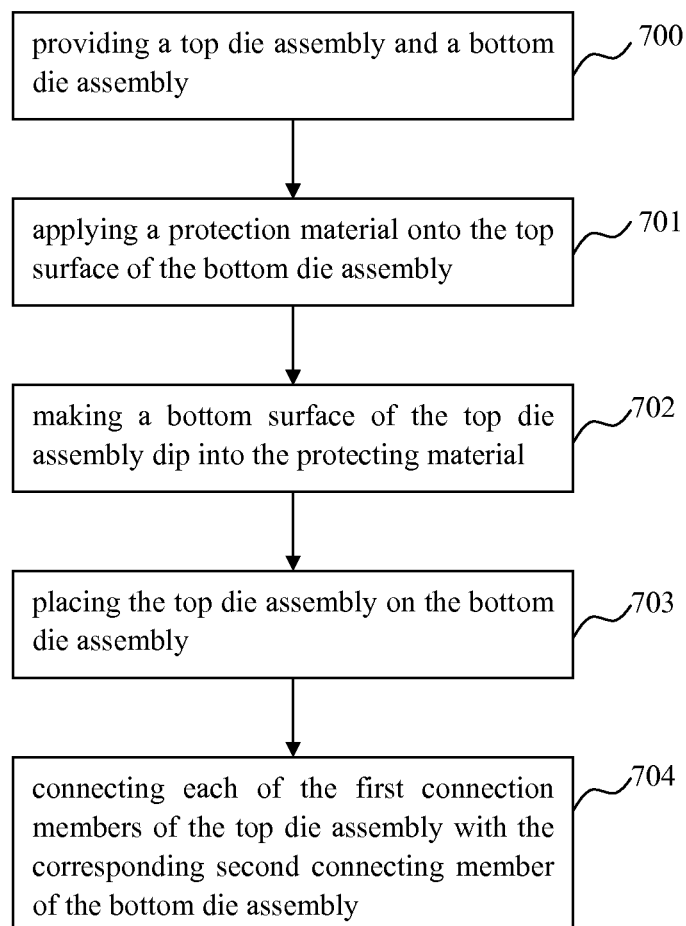 providing a top die assembly and a bottom
die assembly
700
applying a protection material onto the top
surface of the bottom die assembly
701
making a bottom surface of the top die
assembly dip into the protecting material
702
placing the top die assembly on the bottom
die assembly
703
connecting each of the first connection
members of the top die assembly with the
corresponding second connecting member
of the bottom die assembly
704